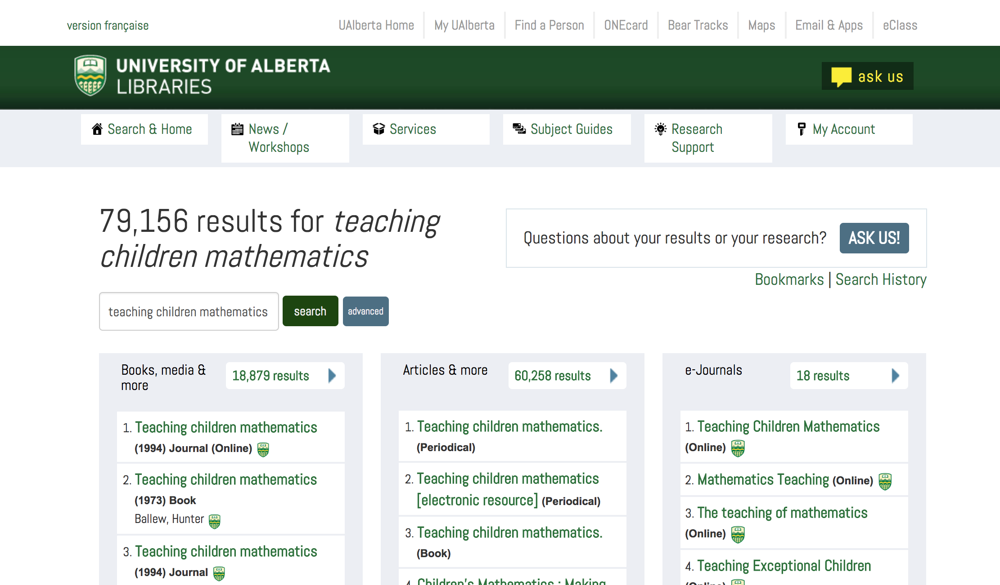 version française
UAlberta Home
My UAlberta
Find a Person
ONEcard
Bear Tracks
Maps
Email & Apps
eClass
UNIVERSITY OF ALBERTA
LIBRARIES
ask us
Search & Home
News /
Workshops
Services
Subject Guides
Research
Support
My Account
79,156 results for teaching
children mathematics
Questions about your results or your research?
ASK US!
Bookmarks | Search History
teaching children mathematics
search
advanced
Books, media &
more
18,879 results
1. Teaching children mathematics
(1994) Journal (Online)
2. Teaching children mathematics
(1973) Book
Ballew, Hunter
3. Teaching children mathematics
(1994) Journal
Articles & more
60,258 results
1. Teaching children mathematics.
(Periodical)
2. Teaching children mathematics
[electronic resource] (Periodical)
3. Teaching children mathematics.
(Book)
4. Children's Mathematics : Making
e-Journals
18 results
1. Teaching Children Mathematics
(Online)
2. Mathematics Teaching (Online)
3. The teaching of mathematics
(Online)
4. Teaching Exceptional Children
(Online)